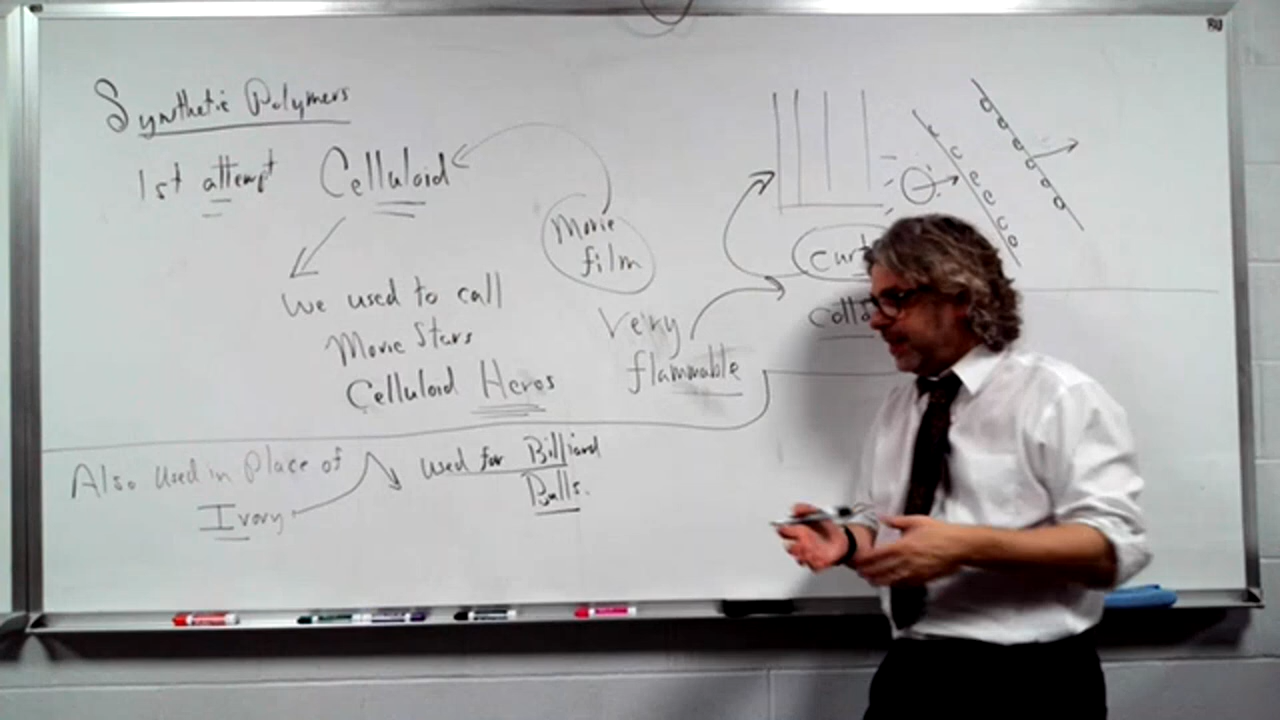 Synthetic Polymers
1st attempt Celluloid
Movie
film
we used to call
Movie Stars
Celluloid Heros
Very
flammable
Also Used in Place of
Ivory
used for Billiard
Balls.